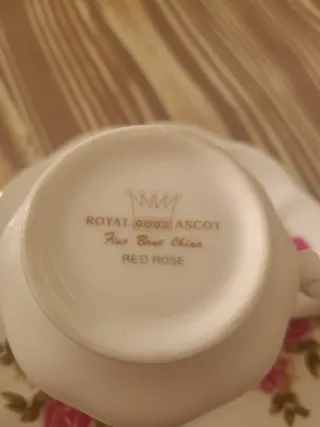 ROYAL ASCOT
Fine Bone China
RED ROSE